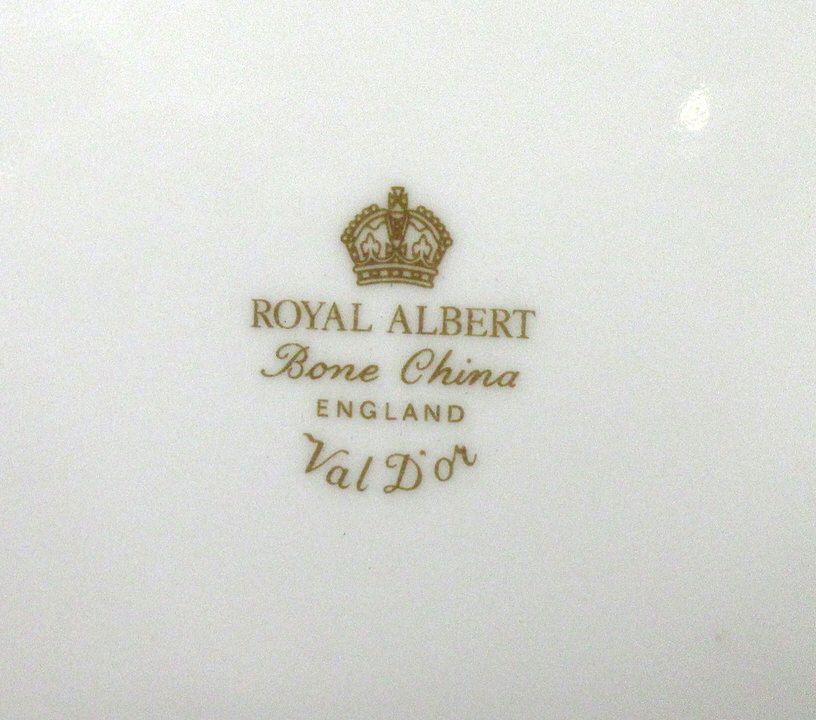 ROYAL ALBERT
Bone China
ENGLAND
Val D'or